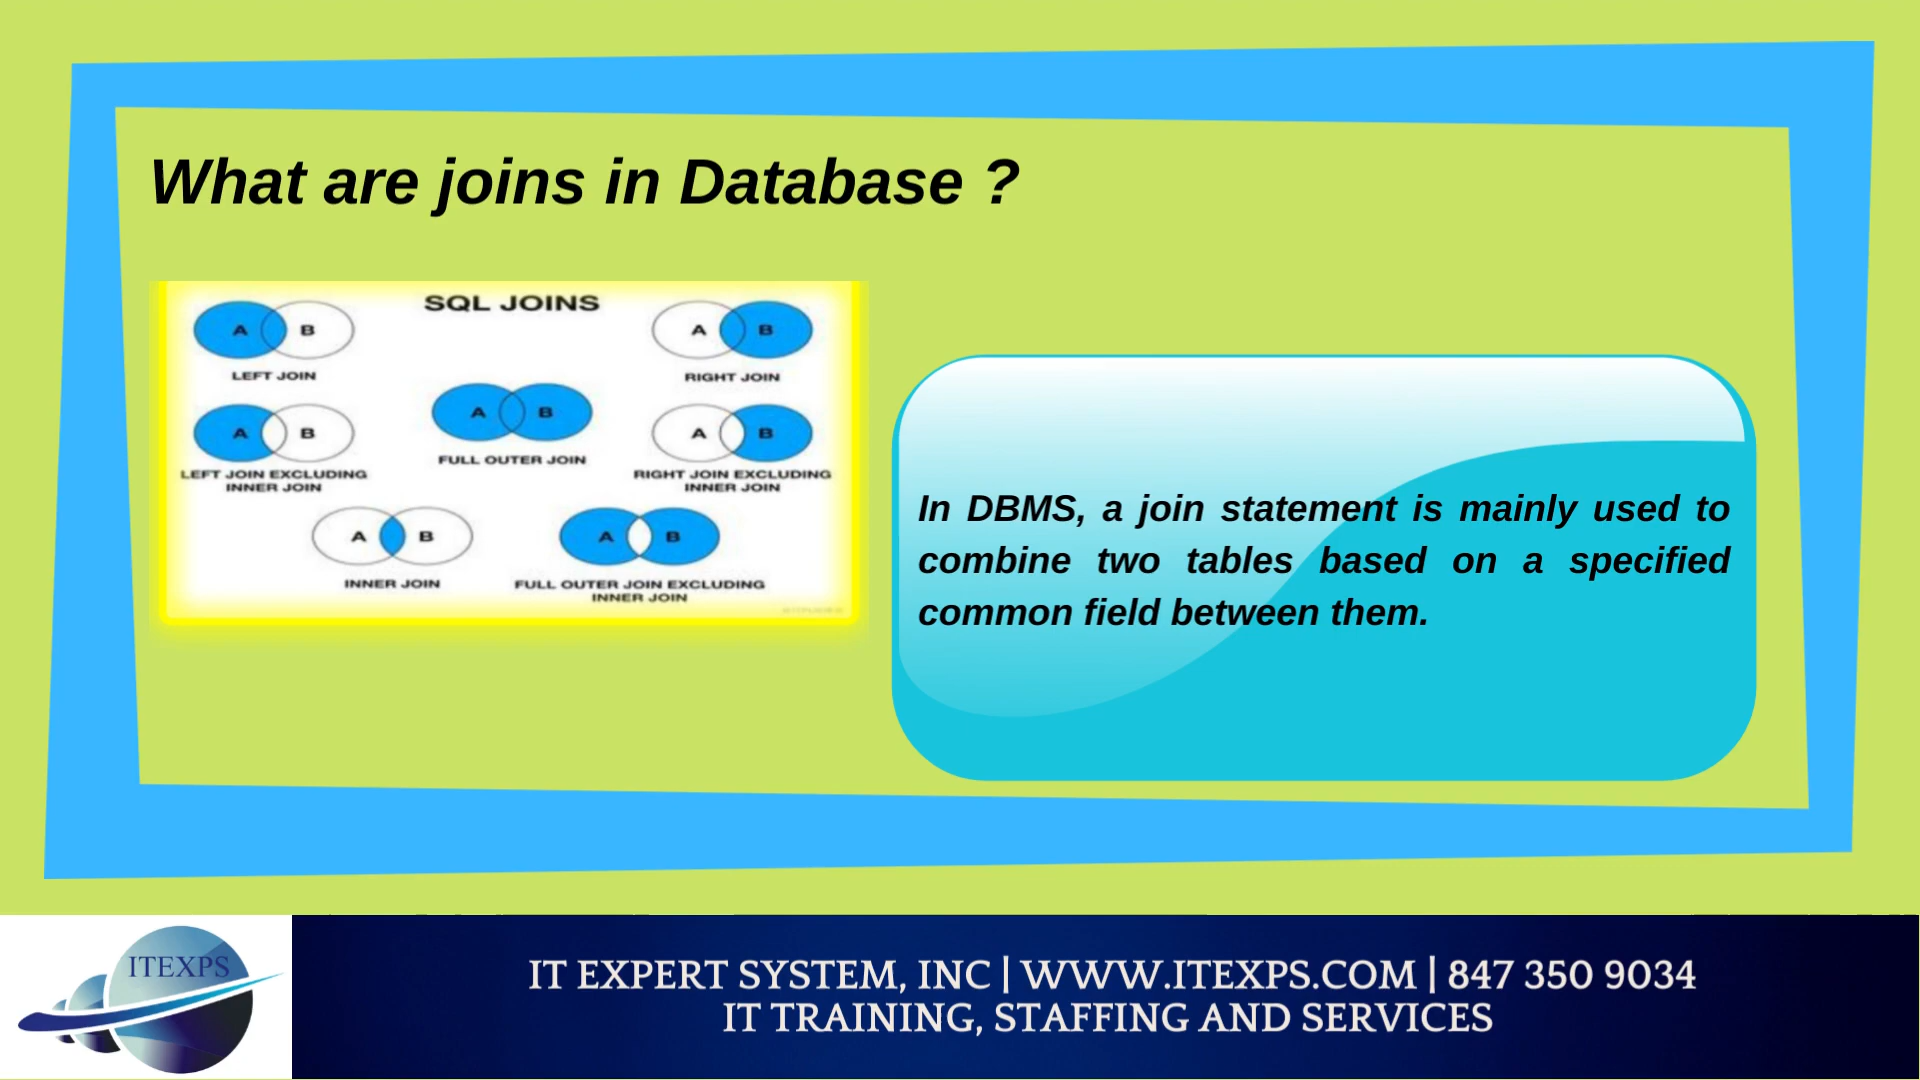 What are joins in Database ?
SQL JOINS
A B
LEFT JOIN
A B
RIGHT JOIN
A B
FULL OUTER JOIN
A B
LEFT JOIN EXCLUDING
INNER JOIN
A B
RIGHT JOIN EXCLUDING
INNER JOIN
A B
INNER JOIN
A B
FULL OUTER JOIN EXCLUDING
INNER JOIN
In DBMS, a join statement is mainly used to
combine two tables based on a specified
common field between them.
ITEXPS
IT EXPERT SYSTEM, INC | WWW.ITEXPS.COM | 847 350 9034
IT TRAINING, STAFFING AND SERVICES